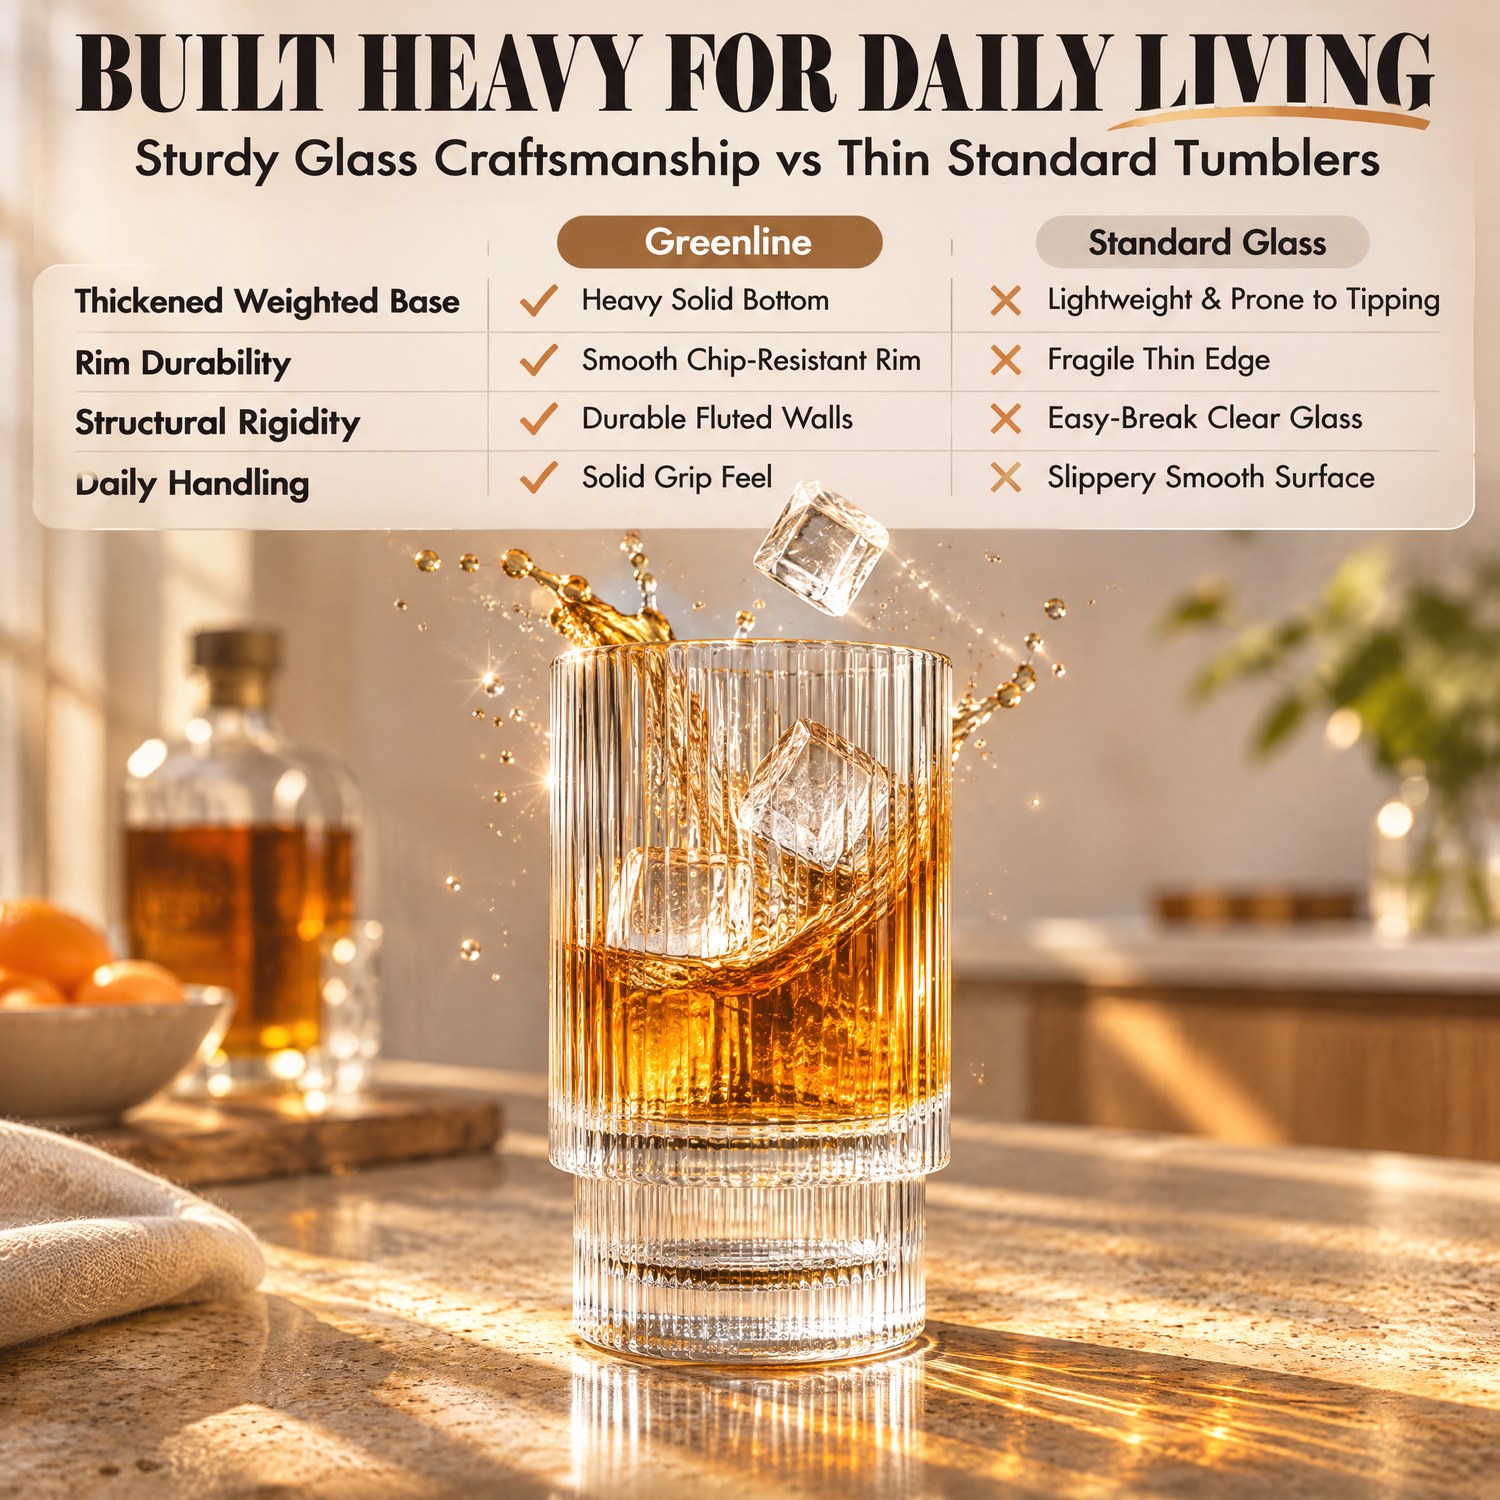 BUILT HEAVY FOR DAILY LIVING
Sturdy Glass Craftsmanship vs Thin Standard Tumblers
Greenline
Standard Glass
Thickened Weighted Base
Heavy Solid Bottom
Lightweight & Prone to Tipping
Rim Durability
Smooth Chip-Resistant Rim
Fragile Thin Edge
Structural Rigidity
Durable Fluted Walls
Easy-Break Clear Glass
Daily Handling
Solid Grip Feel
Slippery Smooth Surface